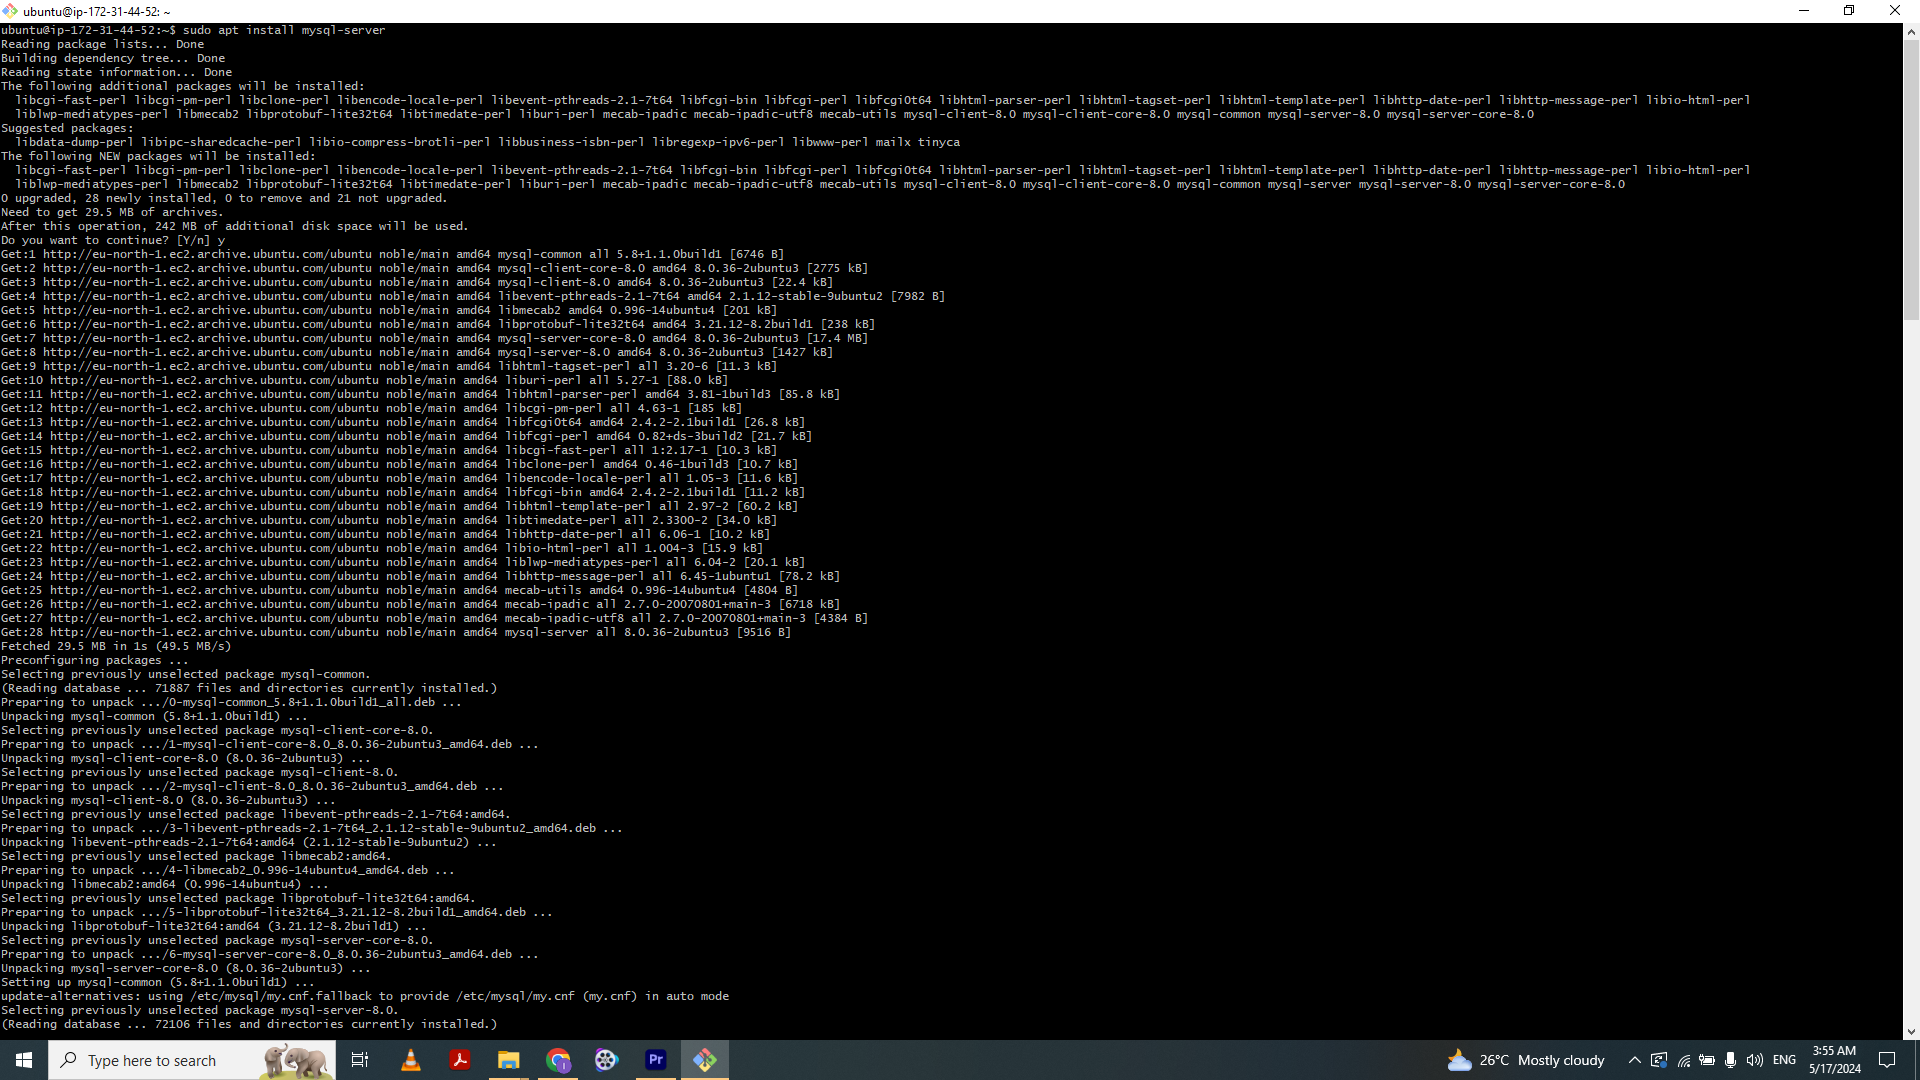 ubuntu@ip-172-31-44-52: ~
ubuntu@ip-172-31-44-52:~$ sudo apt install mysql-server
Reading package lists... Done
Building dependency tree... Done
Reading state information... Done
The following additional packages will be installed:
  libcgi-fast-perl libcgi-pm-perl libclone-perl libencode-locale-perl libevent-pthreads-2.1-7t64 libfcgi-bin libfcgi-perl libfcgi0t64 libhtml-parser-perl libhtml-tagset-perl libhtml-template-perl libhttp-date-perl libhttp-message-perl libio-html-perl
  liblwp-mediatypes-perl libmecab2 libprotobuf-lite32t64 libtimedate-perl liburi-perl mecab-ipadic mecab-ipadic-utf8 mecab-utils mysql-client-8.0 mysql-client-core-8.0 mysql-common mysql-server-8.0 mysql-server-core-8.0
Suggested packages:
  libdata-dump-perl libipc-sharedcache-perl libio-compress-brotli-perl libbusiness-isbn-perl libregexp-ipv6-perl libwww-perl mailx tinyca
The following NEW packages will be installed:
  libcgi-fast-perl libcgi-pm-perl libclone-perl libencode-locale-perl libevent-pthreads-2.1-7t64 libfcgi-bin libfcgi-perl libfcgi0t64 libhtml-parser-perl libhtml-tagset-perl libhtml-template-perl libhttp-date-perl libhttp-message-perl libio-html-perl
  liblwp-mediatypes-perl libmecab2 libprotobuf-lite32t64 libtimedate-perl liburi-perl mecab-ipadic mecab-ipadic-utf8 mecab-utils mysql-client-8.0 mysql-client-core-8.0 mysql-common mysql-server mysql-server-8.0 mysql-server-core-8.0
0 upgraded, 28 newly installed, 0 to remove and 21 not upgraded.
Need to get 29.5 MB of archives.
After this operation, 242 MB of additional disk space will be used.
Do you want to continue? [Y/n] y
Get:1 http://eu-north-1.ec2.archive.ubuntu.com/ubuntu noble/main amd64 mysql-common all 5.8+1.1.0build1 [6746 B]
Get:2 http://eu-north-1.ec2.archive.ubuntu.com/ubuntu noble/main amd64 mysql-client-core-8.0 amd64 8.0.36-2ubuntu3 [2775 kB]
Get:3 http://eu-north-1.ec2.archive.ubuntu.com/ubuntu noble/main amd64 mysql-client-8.0 amd64 8.0.36-2ubuntu3 [22.4 kB]
Get:4 http://eu-north-1.ec2.archive.ubuntu.com/ubuntu noble/main amd64 libevent-pthreads-2.1-7t64 amd64 2.1.12-stable-9ubuntu2 [7982 B]
Get:5 http://eu-north-1.ec2.archive.ubuntu.com/ubuntu noble/main amd64 libmecab2 amd64 0.996-14ubuntu4 [201 kB]
Get:6 http://eu-north-1.ec2.archive.ubuntu.com/ubuntu noble/main amd64 libprotobuf-lite32t64 amd64 3.21.12-8.2build1 [238 kB]
Get:7 http://eu-north-1.ec2.archive.ubuntu.com/ubuntu noble/main amd64 mysql-server-core-8.0 amd64 8.0.36-2ubuntu3 [17.4 MB]
Get:8 http://eu-north-1.ec2.archive.ubuntu.com/ubuntu noble/main amd64 mysql-server-8.0 amd64 8.0.36-2ubuntu3 [1427 kB]
Get:9 http://eu-north-1.ec2.archive.ubuntu.com/ubuntu noble/main amd64 libhtml-tagset-perl all 3.20-6 [11.3 kB]
Get:10 http://eu-north-1.ec2.archive.ubuntu.com/ubuntu noble/main amd64 liburi-perl all 5.27-1 [88.0 kB]
Get:11 http://eu-north-1.ec2.archive.ubuntu.com/ubuntu noble/main amd64 libhtml-parser-perl amd64 3.81-1build3 [85.8 kB]
Get:12 http://eu-north-1.ec2.archive.ubuntu.com/ubuntu noble/main amd64 libcgi-pm-perl all 4.63-1 [185 kB]
Get:13 http://eu-north-1.ec2.archive.ubuntu.com/ubuntu noble/main amd64 libfcgi0t64 amd64 2.4.2-2.1build1 [26.8 kB]
Get:14 http://eu-north-1.ec2.archive.ubuntu.com/ubuntu noble/main amd64 libfcgi-perl amd64 0.82+ds-3build2 [21.7 kB]
Get:15 http://eu-north-1.ec2.archive.ubuntu.com/ubuntu noble/main amd64 libcgi-fast-perl all 1:2.17-1 [10.3 kB]
Get:16 http://eu-north-1.ec2.archive.ubuntu.com/ubuntu noble/main amd64 libclone-perl amd64 0.46-1build3 [10.7 kB]
Get:17 http://eu-north-1.ec2.archive.ubuntu.com/ubuntu noble/main amd64 libencode-locale-perl all 1.05-3 [11.6 kB]
Get:18 http://eu-north-1.ec2.archive.ubuntu.com/ubuntu noble/main amd64 libfcgi-bin amd64 2.4.2-2.1build1 [11.2 kB]
Get:19 http://eu-north-1.ec2.archive.ubuntu.com/ubuntu noble/main amd64 libhtml-template-perl all 2.97-2 [60.2 kB]
Get:20 http://eu-north-1.ec2.archive.ubuntu.com/ubuntu noble/main amd64 libtimedate-perl all 2.3300-2 [34.0 kB]
Get:21 http://eu-north-1.ec2.archive.ubuntu.com/ubuntu noble/main amd64 libhttp-date-perl all 6.06-1 [10.2 kB]
Get:22 http://eu-north-1.ec2.archive.ubuntu.com/ubuntu noble/main amd64 libio-html-perl all 1.004-3 [15.9 kB]
Get:23 http://eu-north-1.ec2.archive.ubuntu.com/ubuntu noble/main amd64 liblwp-mediatypes-perl all 6.04-2 [20.1 kB]
Get:24 http://eu-north-1.ec2.archive.ubuntu.com/ubuntu noble/main amd64 libhttp-message-perl all 6.45-1ubuntu1 [78.2 kB]
Get:25 http://eu-north-1.ec2.archive.ubuntu.com/ubuntu noble/main amd64 mecab-utils amd64 0.996-14ubuntu4 [4804 B]
Get:26 http://eu-north-1.ec2.archive.ubuntu.com/ubuntu noble/main amd64 mecab-ipadic all 2.7.0-20070801+main-3 [6718 kB]
Get:27 http://eu-north-1.ec2.archive.ubuntu.com/ubuntu noble/main amd64 mecab-ipadic-utf8 all 2.7.0-20070801+main-3 [4384 B]
Get:28 http://eu-north-1.ec2.archive.ubuntu.com/ubuntu noble/main amd64 mysql-server all 8.0.36-2ubuntu3 [9516 B]
Fetched 29.5 MB in 1s (49.5 MB/s)
Preconfiguring packages ...
Selecting previously unselected package mysql-common.
(Reading database ... 71887 files and directories currently installed.)
Preparing to unpack .../0-mysql-common_5.8+1.1.0build1_all.deb ...
Unpacking mysql-common (5.8+1.1.0build1) ...
Selecting previously unselected package mysql-client-core-8.0.
Preparing to unpack .../1-mysql-client-core-8.0_8.0.36-2ubuntu3_amd64.deb ...
Unpacking mysql-client-core-8.0 (8.0.36-2ubuntu3) ...
Selecting previously unselected package mysql-client-8.0.
Preparing to unpack .../2-mysql-client-8.0_8.0.36-2ubuntu3_amd64.deb ...
Unpacking mysql-client-8.0 (8.0.36-2ubuntu3) ...
Selecting previously unselected package libevent-pthreads-2.1-7t64:amd64.
Preparing to unpack .../3-libevent-pthreads-2.1-7t64_2.1.12-stable-9ubuntu2_amd64.deb ...
Unpacking libevent-pthreads-2.1-7t64:amd64 (2.1.12-stable-9ubuntu2) ...
Selecting previously unselected package libmecab2:amd64.
Preparing to unpack .../4-libmecab2_0.996-14ubuntu4_amd64.deb ...
Unpacking libmecab2:amd64 (0.996-14ubuntu4) ...
Selecting previously unselected package libprotobuf-lite32t64:amd64.
Preparing to unpack .../5-libprotobuf-lite32t64_3.21.12-8.2build1_amd64.deb ...
Unpacking libprotobuf-lite32t64:amd64 (3.21.12-8.2build1) ...
Selecting previously unselected package mysql-server-core-8.0.
Preparing to unpack .../6-mysql-server-core-8.0_8.0.36-2ubuntu3_amd64.deb ...
Unpacking mysql-server-core-8.0 (8.0.36-2ubuntu3) ...
Setting up mysql-common (5.8+1.1.0build1) ...
update-alternatives: using /etc/mysql/my.cnf.fallback to provide /etc/mysql/my.cnf (my.cnf) in auto mode
Selecting previously unselected package mysql-server-8.0.
(Reading database ... 72106 files and directories currently installed.)
Type here to search
Pr
26°C Mostly cloudy
ENG
3:55 AM
5/17/2024